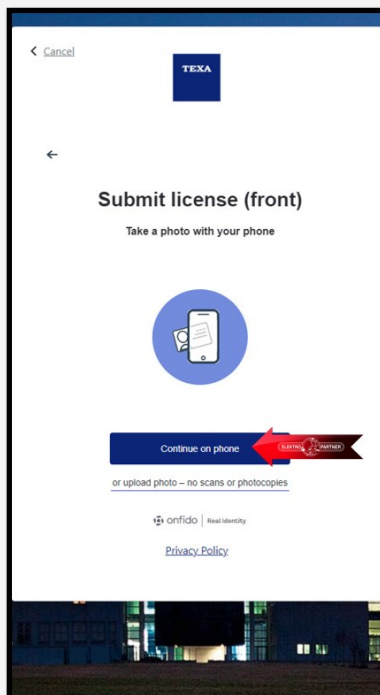 Cancel
TEXA
Submit license (front)
Take a photo with your phone
Continue on phone
ELEKTRO PARTNER
or upload photo – no scans or photocopies
onfido Real Identity
Privacy Policy